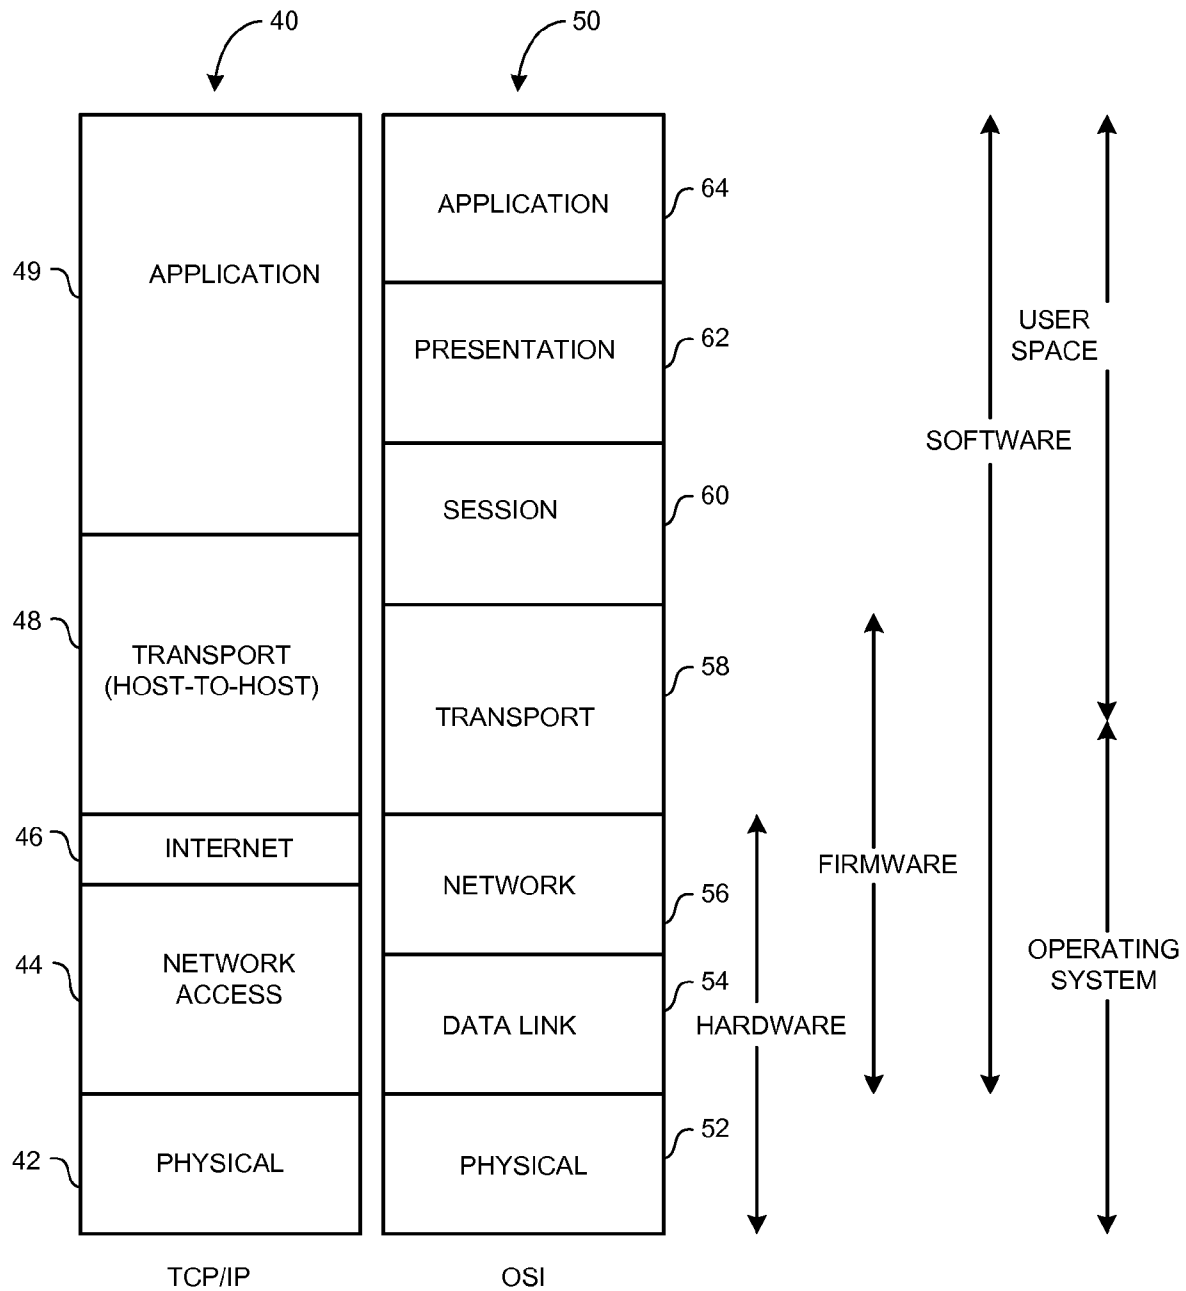 40
50
APPLICATION
64
49
APPLICATION
USER
SPACE
PRESENTATION
62
SOFTWARE
SESSION
60
48
TRANSPORT
(HOST-TO-HOST)
58
TRANSPORT
46
INTERNET
FIRMWARE
NETWORK
56
44
NETWORK
ACCESS
OPERATING
SYSTEM
54
DATA LINK
HARDWARE
42
PHYSICAL
52
PHYSICAL
TCP/IP
OSI